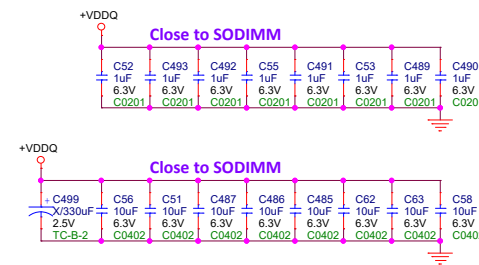 +VDDQ
Close to SODIMM
C52 C493 C492 C55 C491 C53 C489 C490
1uF 1uF 1uF 1uF 1uF 1uF 1uF 1uF
6.3V 6.3V 6.3V 6.3V 6.3V 6.3V 6.3V 6.3V
C0201 C0201 C0201 C0201 C0201 C0201 C0201 C020
+VDDQ
Close to SODIMM
+ C499 C56 C51 C487 C486 C485 C62 C63 C58
X/330uF 10uF 10uF 10uF 10uF 10uF 10uF 10uF 10uF
2.5V 6.3V 6.3V 6.3V 6.3V 6.3V 6.3V 6.3V 6.3V
TC-B-2 C0402 C0402 C0402 C0402 C0402 C0402 C0402 C040